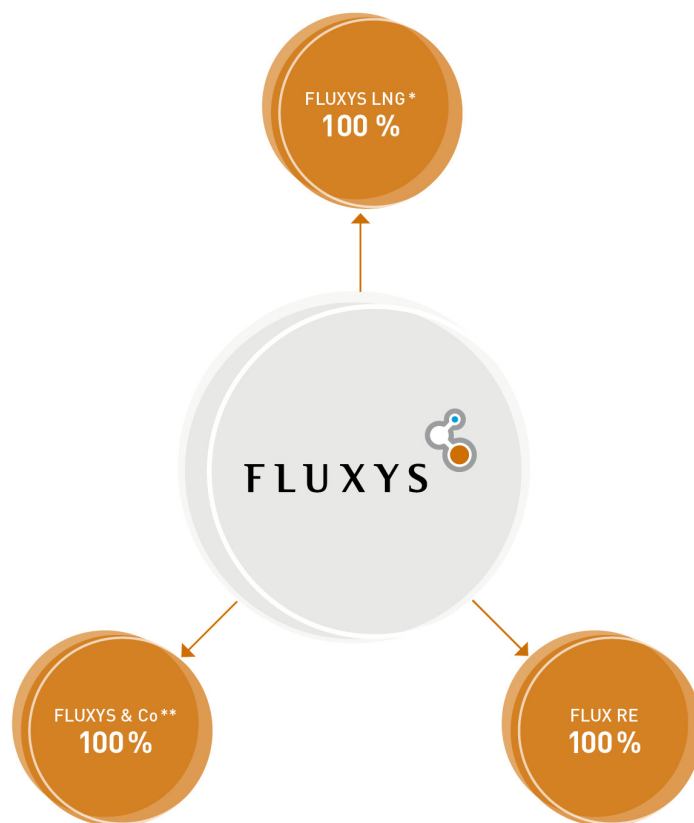 FLUXYS LNG *
100 %
FLUXYS
FLUXYS & Co **
100 %
FLUX RE
100 %